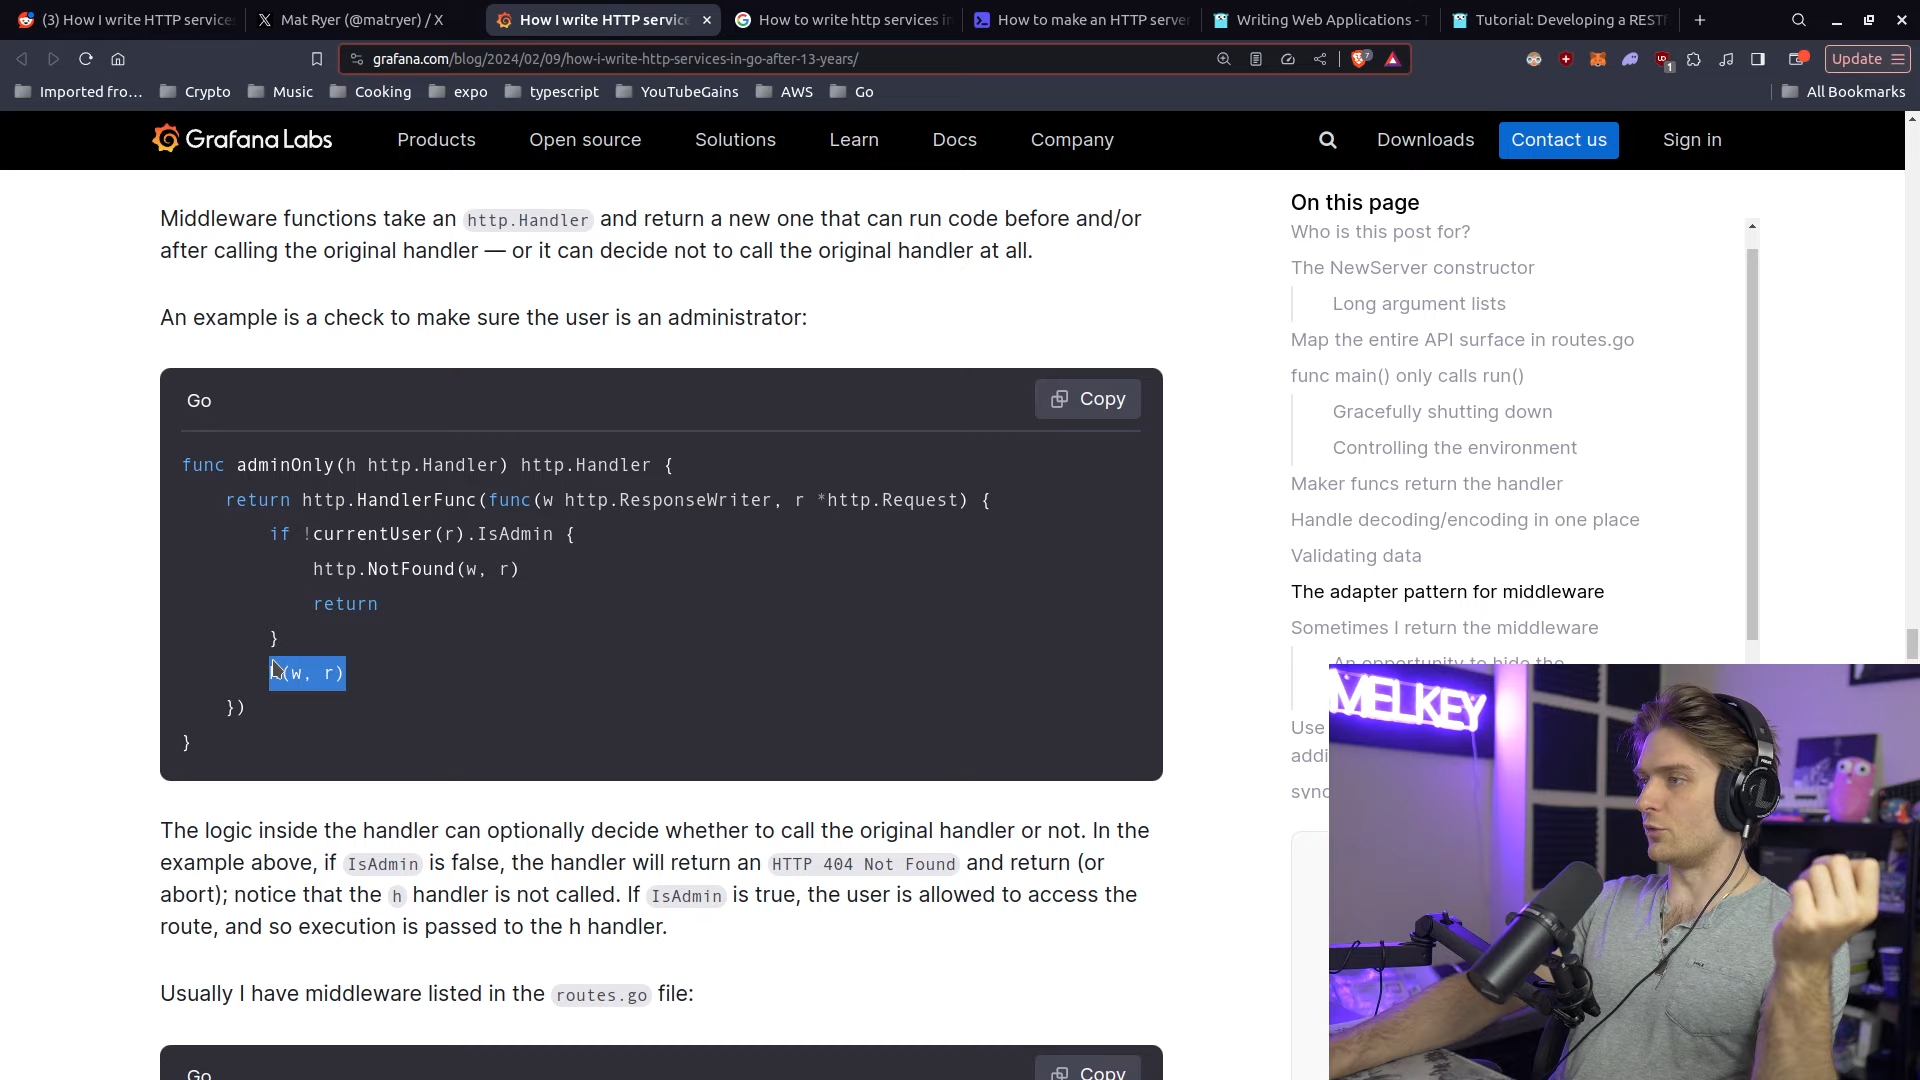 (3) How I write HTTP service
Mat Ryer (@matryer) / X
How I write HTTP service
How to write http services in
How to make an HTTP server
Writing Web Applications - T
Tutorial: Developing a REST
grafana.com/blog/2024/02/09/how-i-write-http-services-in-go-after-13-years/
7
1
Update
Imported fro...
Crypto
Music
Cooking
expo
typescript
YouTubeGains
AWS
Go
All Bookmarks
Grafana Labs
Products
Open source
Solutions
Learn
Docs
Company
Downloads
Contact us
Sign in
Middleware functions take an http.Handler and return a new one that can run code before and/or
after calling the original handler — or it can decide not to call the original handler at all.
An example is a check to make sure the user is an administrator:
Go
Copy
func adminOnly(h http.Handler) http.Handler {
return http.HandlerFunc(func(w http.ResponseWriter, r *http.Request) {
if !currentUser(r).IsAdmin {
http.NotFound(w, r)
return
}
(w, r)
})
}
The logic inside the handler can optionally decide whether to call the original handler or not. In the
example above, if IsAdmin is false, the handler will return an HTTP 404 Not Found and return (or
abort); notice that the h handler is not called. If IsAdmin is true, the user is allowed to access the
route, and so execution is passed to the h handler.
Usually I have middleware listed in the routes.go file:
Go
Copy
On this page
Who is this post for?
The NewServer constructor
Long argument lists
Map the entire API surface in routes.go
func main() only calls run()
Gracefully shutting down
Controlling the environment
Maker funcs return the handler
Handle decoding/encoding in one place
Validating data
The adapter pattern for middleware
Sometimes I return the middleware
An opportunity to hide the
Use
addi
sync
MELKEY